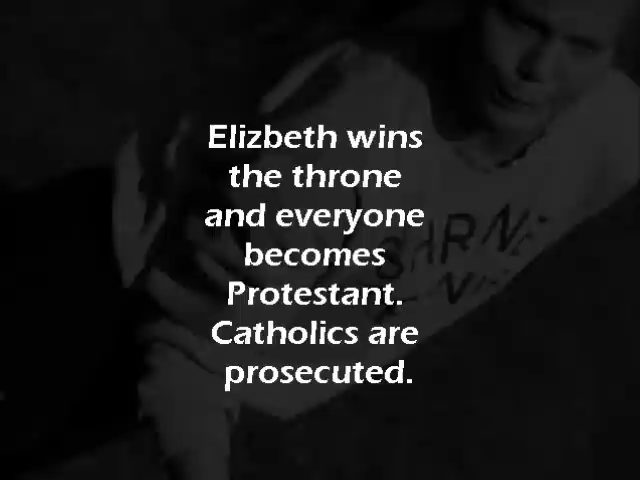 Elizbeth wins
the throne
and everyone
becomes
Protestant.
Catholics are
prosecuted.